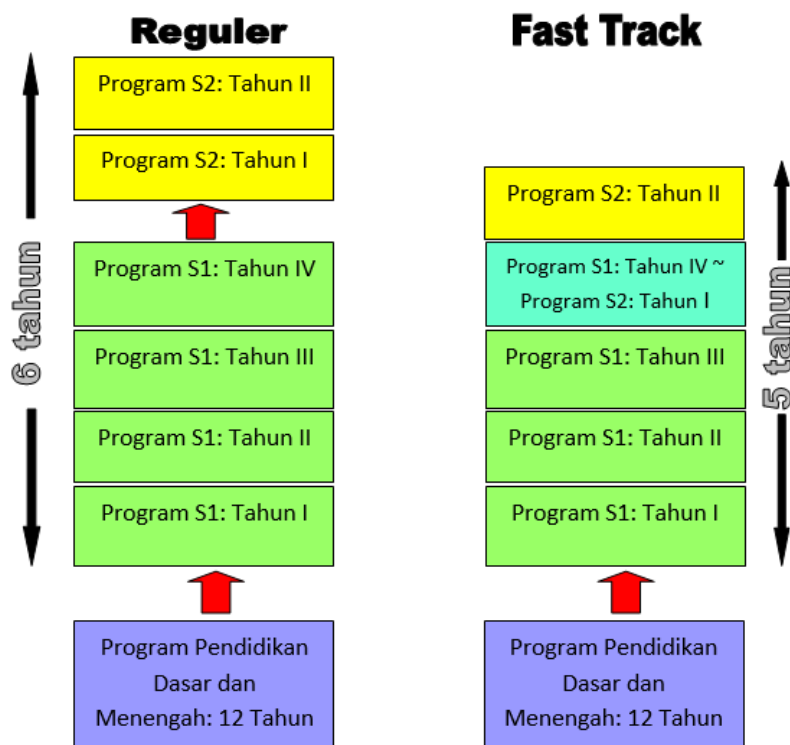 Reguler
Program S2: Tahun II
Program S2: Tahun I
Program S1: Tahun IV
Program S1: Tahun III
Program S1: Tahun II
Program S1: Tahun I
Program Pendidikan
Dasar dan
Menengah: 12 Tahun
6 tahun
Fast Track
Program S2: Tahun II
Program S1: Tahun IV ~
Program S2: Tahun I
Program S1: Tahun III
Program S1: Tahun II
Program S1: Tahun I
Program Pendidikan
Dasar dan
Menengah: 12 Tahun
5 tahun